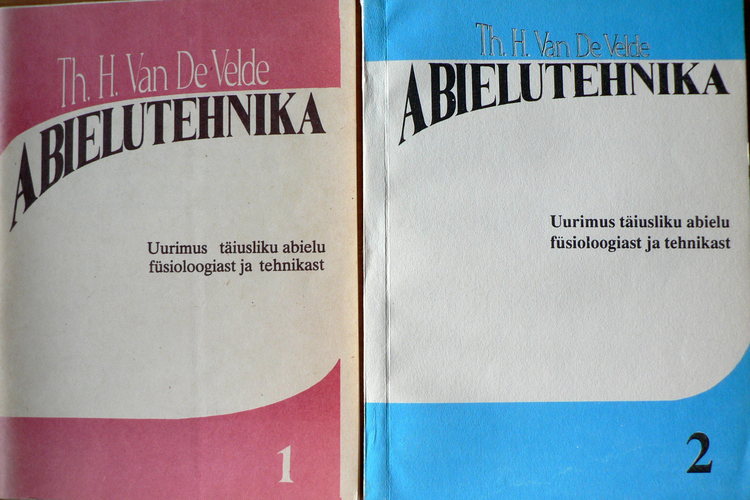 Th. H. Van De Velde
ABIELUTEHNIKA
Uurimus täiusliku abielu
füsioloogiast ja tehnikast
1
Th. H. Van De Velde
ABIELUTEHNIKA
Uurimus täiusliku abielu
füsioloogiast ja tehnikast
2